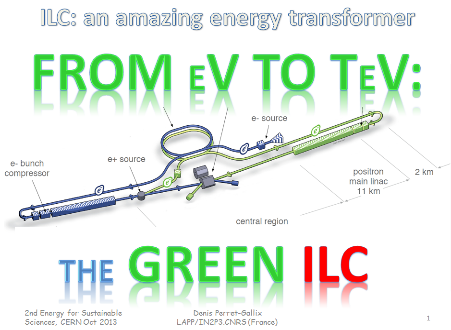 ILC: an amazing energy transformer
FROM eV TO TeV:
e- source
e+ source
e- bunch
compressor
positron
main linac
11 km
2 km
central region
THE GREEN ILC
2nd Energy for Sustainable
Sciences, CERN Oct 2013
Denis Perret-Gallix
LAPP/IN2P3.CNRS (France)
1